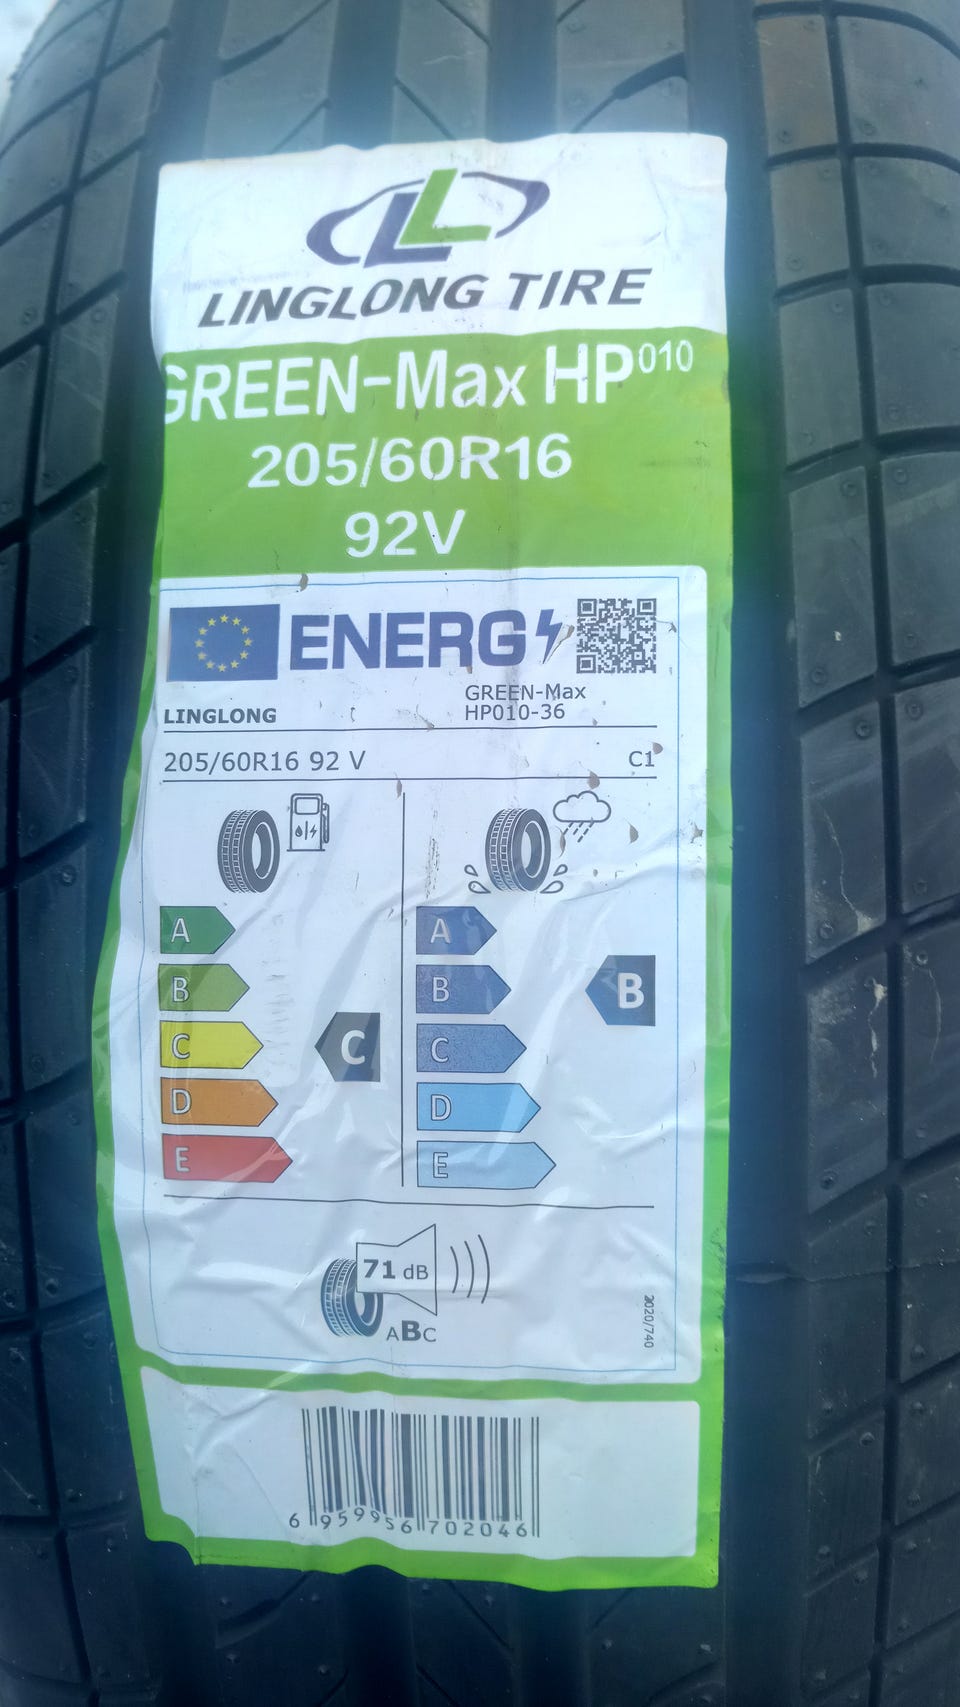 LINGLONG TIRE
GREEN-Max HP010
205/60R16
92V
ENERG
LINGLONG GREEN-Max
HP010-36
205/60R16 92 V C1
A A
B B B
C C C
D D
E E
71 dB
ABC
2020/740
6 959956 702046